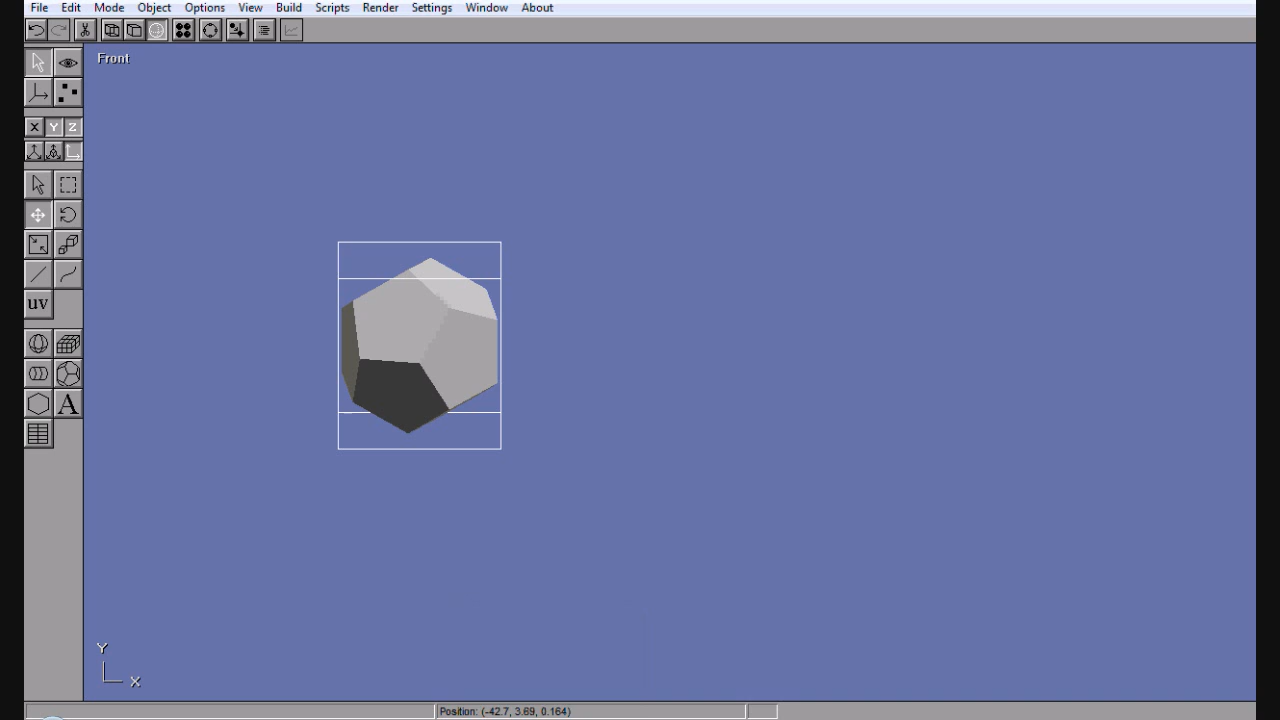 File Edit Mode Object Options View Build Scripts Render Settings Window About
Front
X Y Z
uv
A
Y
X
Position: (-42.7, 3.69, 0.164)